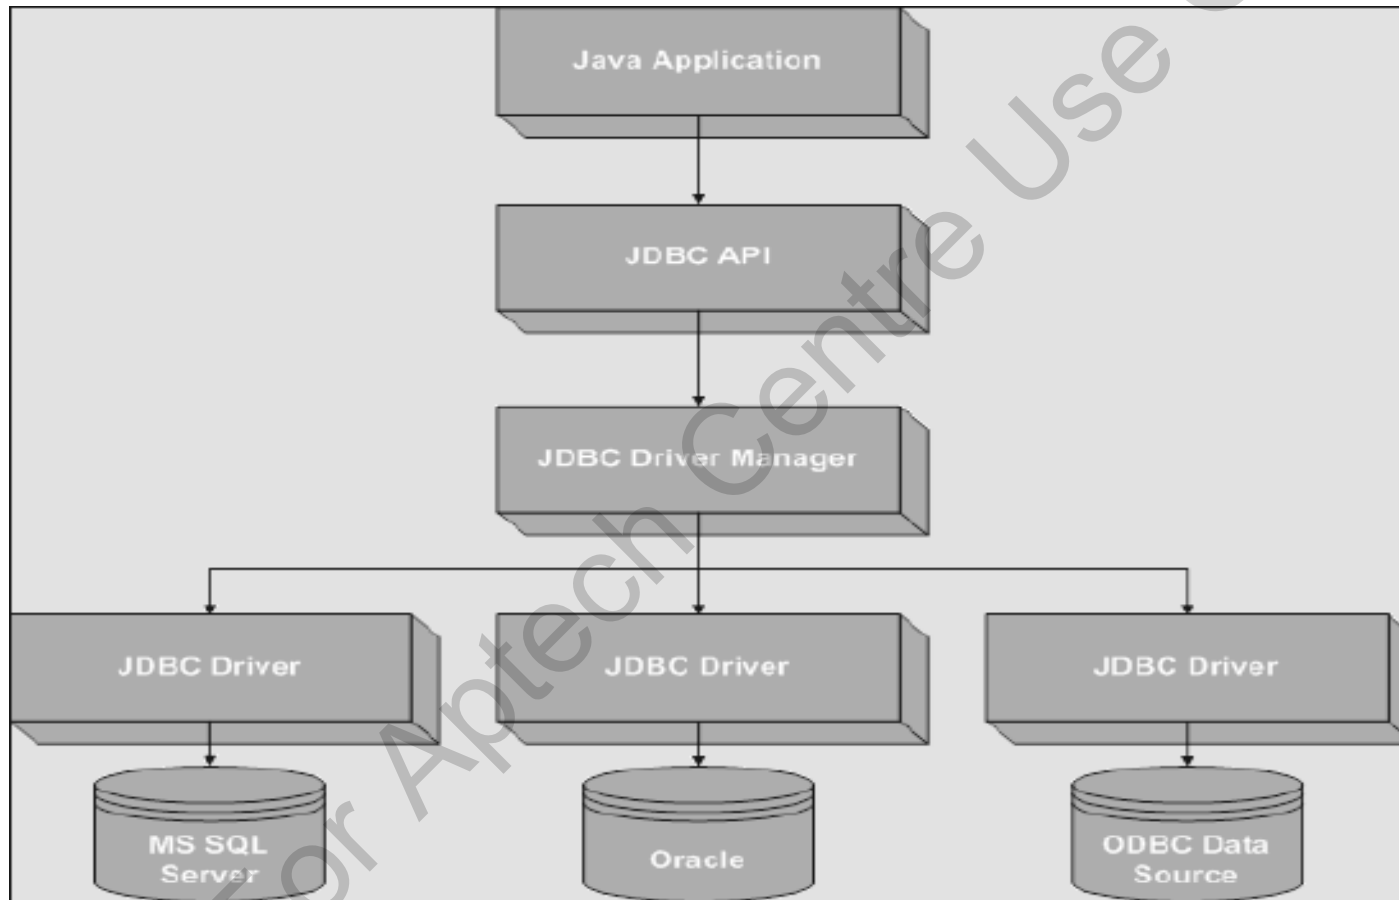 Java Application
JDBC API
JDBC Driver Manager
JDBC Driver
JDBC Driver
JDBC Driver
MS SQL
Server
Oracle
ODBC Data
Source
For Aptech Centre Use